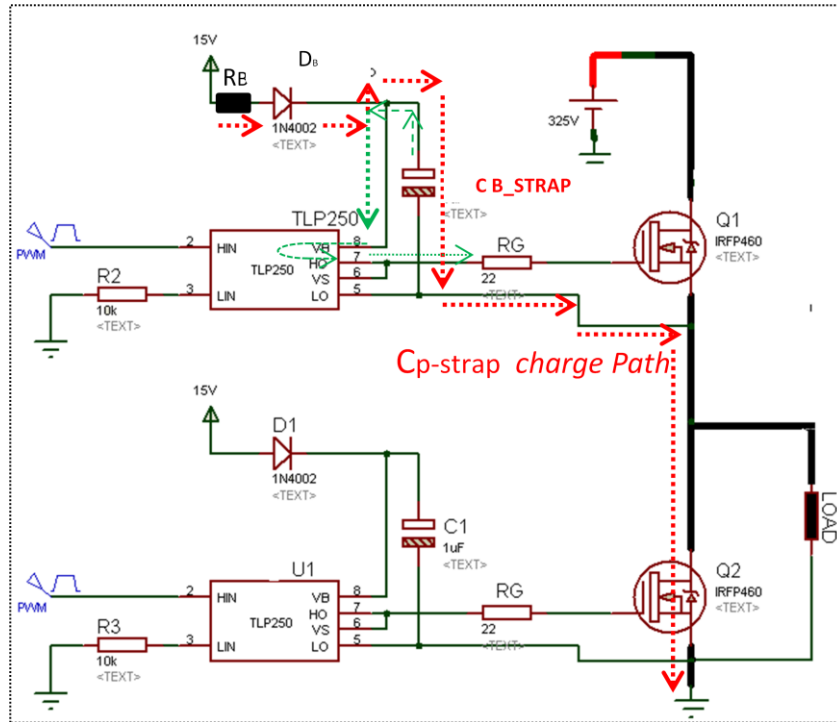 15V
DB
RB
1N4002
<TEXT>
325V
C B_STRAP
<TEXT>
TLP250
Q1
IRFP460
<TEXT>
PWM
2
HIN
VB
8
HO
7
RG
TLP250
VS
6
R2
3
LIN
LO
5
22
<TEXT>
10k
<TEXT>
Cp-strap charge Path
15V
D1
1N4002
<TEXT>
C1
1uF
<TEXT>
LOAD
U1
Q2
IRFP460
<TEXT>
PWM
2
HIN
VB
8
HO
7
RG
TLP250
VS
6
R3
3
LIN
LO
5
22
<TEXT>
10k
<TEXT>